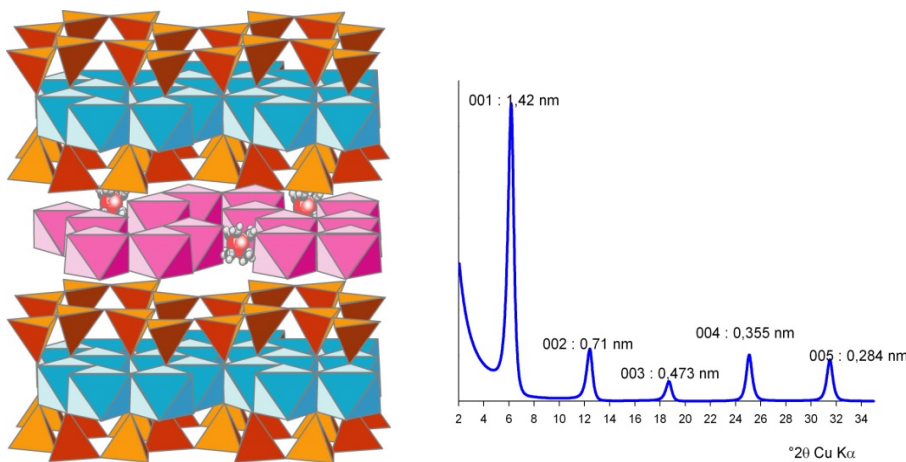 001 : 1,42 nm
002 : 0,71 nm
003 : 0,473 nm
004 : 0,355 nm
005 : 0,284 nm
2 4 6 8 10 12 14 16 18 20 22 24 26 28 30 32 34
°2θ Cu Kα